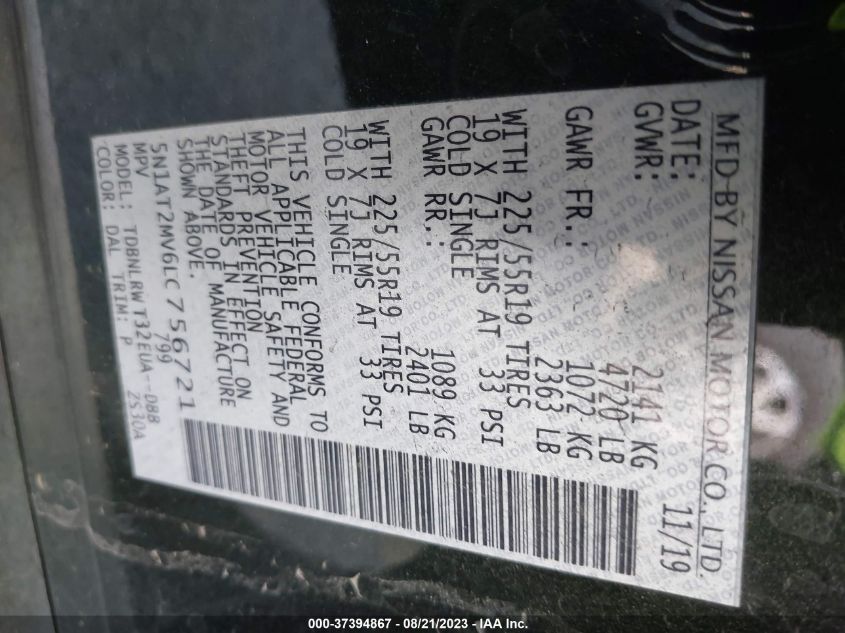 MFD BY NISSAN MOTOR CO., LTD.
DATE: 11/19
GVWR: 2141 KG
4720 LB
GAWR FR.: 1072 KG
2363 LB
WITH 225/55R19 TIRES
19 X 7J RIMS AT 33 PSI
COLD SINGLE
GAWR RR.: 1089 KG
2401 LB
WITH 225/55R19 TIRES
19 X 7J RIMS AT 33 PSI
COLD SINGLE
THIS VEHICLE CONFORMS TO
ALL APPLICABLE FEDERAL
MOTOR VEHICLE SAFETY AND
THEFT PREVENTION
STANDARDS IN EFFECT ON
THE DATE OF MANUFACTURE
SHOWN ABOVE.
5N1AT2MV6LC756721
MPV 799
MODEL: TDBNLRWT32EUA--DBB
COLOR: DAL TRIM: P 2S30A
000-37394867 - 08/21/2023 - IAA Inc.